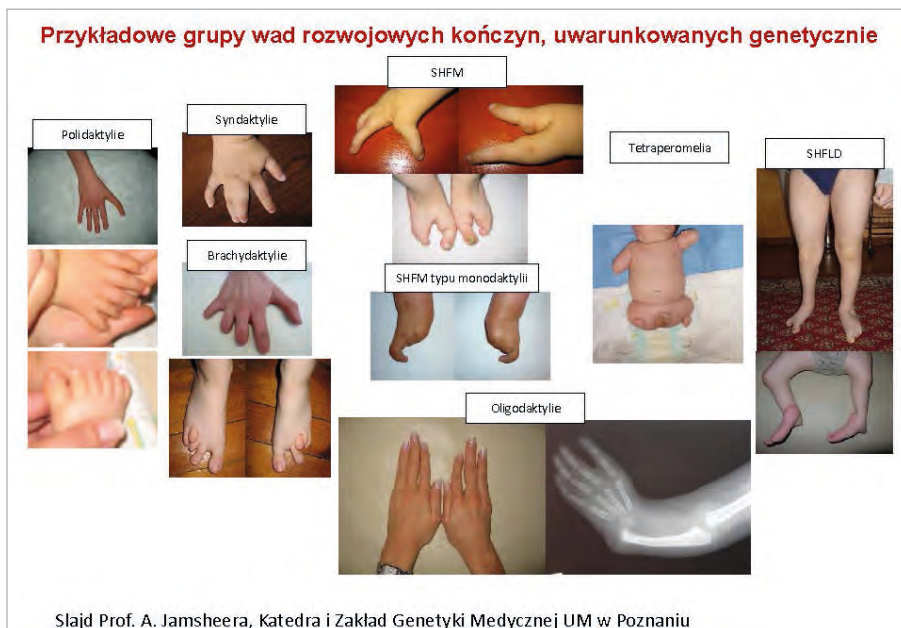 Przykładowe grupy wad rozwojowych kończyn, uwarunkowanych genetycznie
SHFM
Polidaktylie
Syndaktylie
Tetraperomelia
SHFLD
Brachydaktylie
SHFM typu monodaktylii
Oligodaktylie
Slajd Prof. A. Jamsheera, Katedra i Zakład Genetyki Medycznej UM w Poznaniu